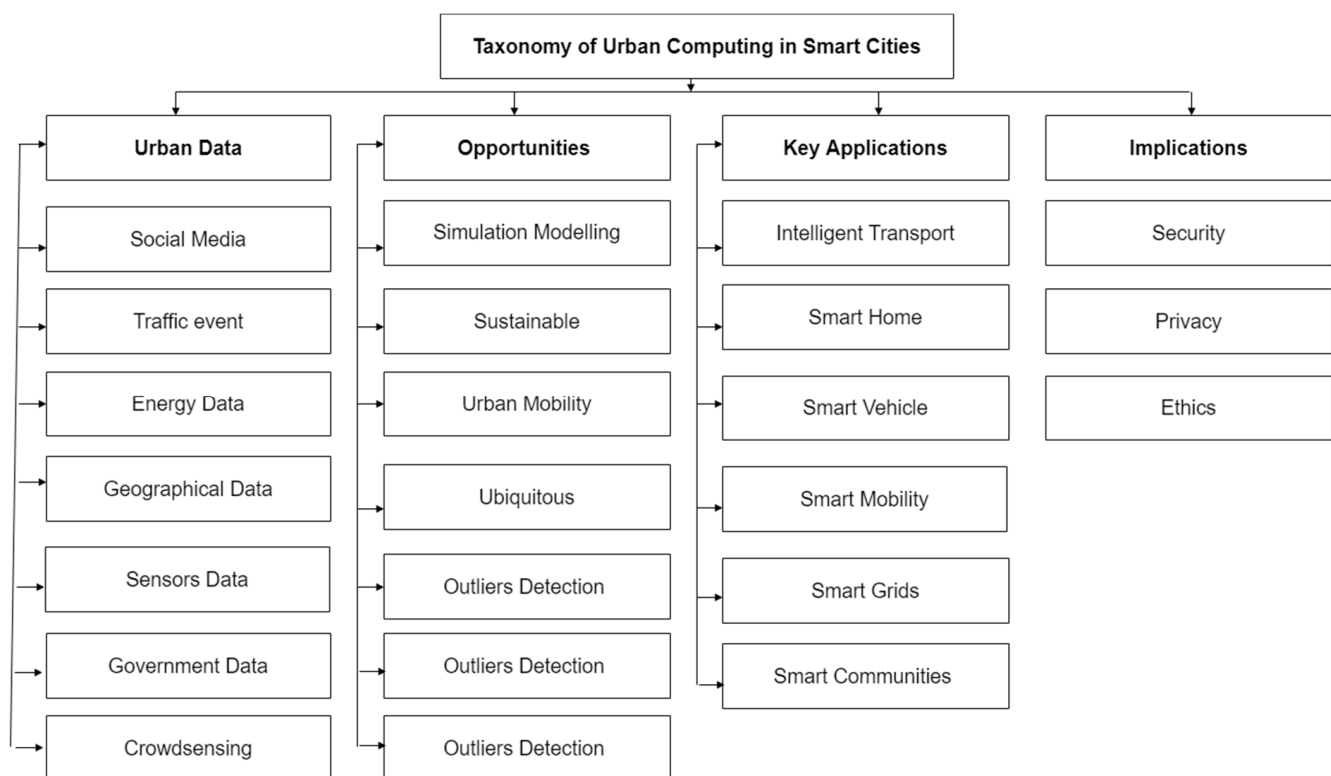 Taxonomy of Urban Computing in Smart Cities
Urban Data
Social Media
Traffic event
Energy Data
Geographical Data
Sensors Data
Government Data
Crowdsensing
Opportunities
Simulation Modelling
Sustainable
Urban Mobility
Ubiquitous
Outliers Detection
Outliers Detection
Outliers Detection
Key Applications
Intelligent Transport
Smart Home
Smart Vehicle
Smart Mobility
Smart Grids
Smart Communities
Implications
Security
Privacy
Ethics